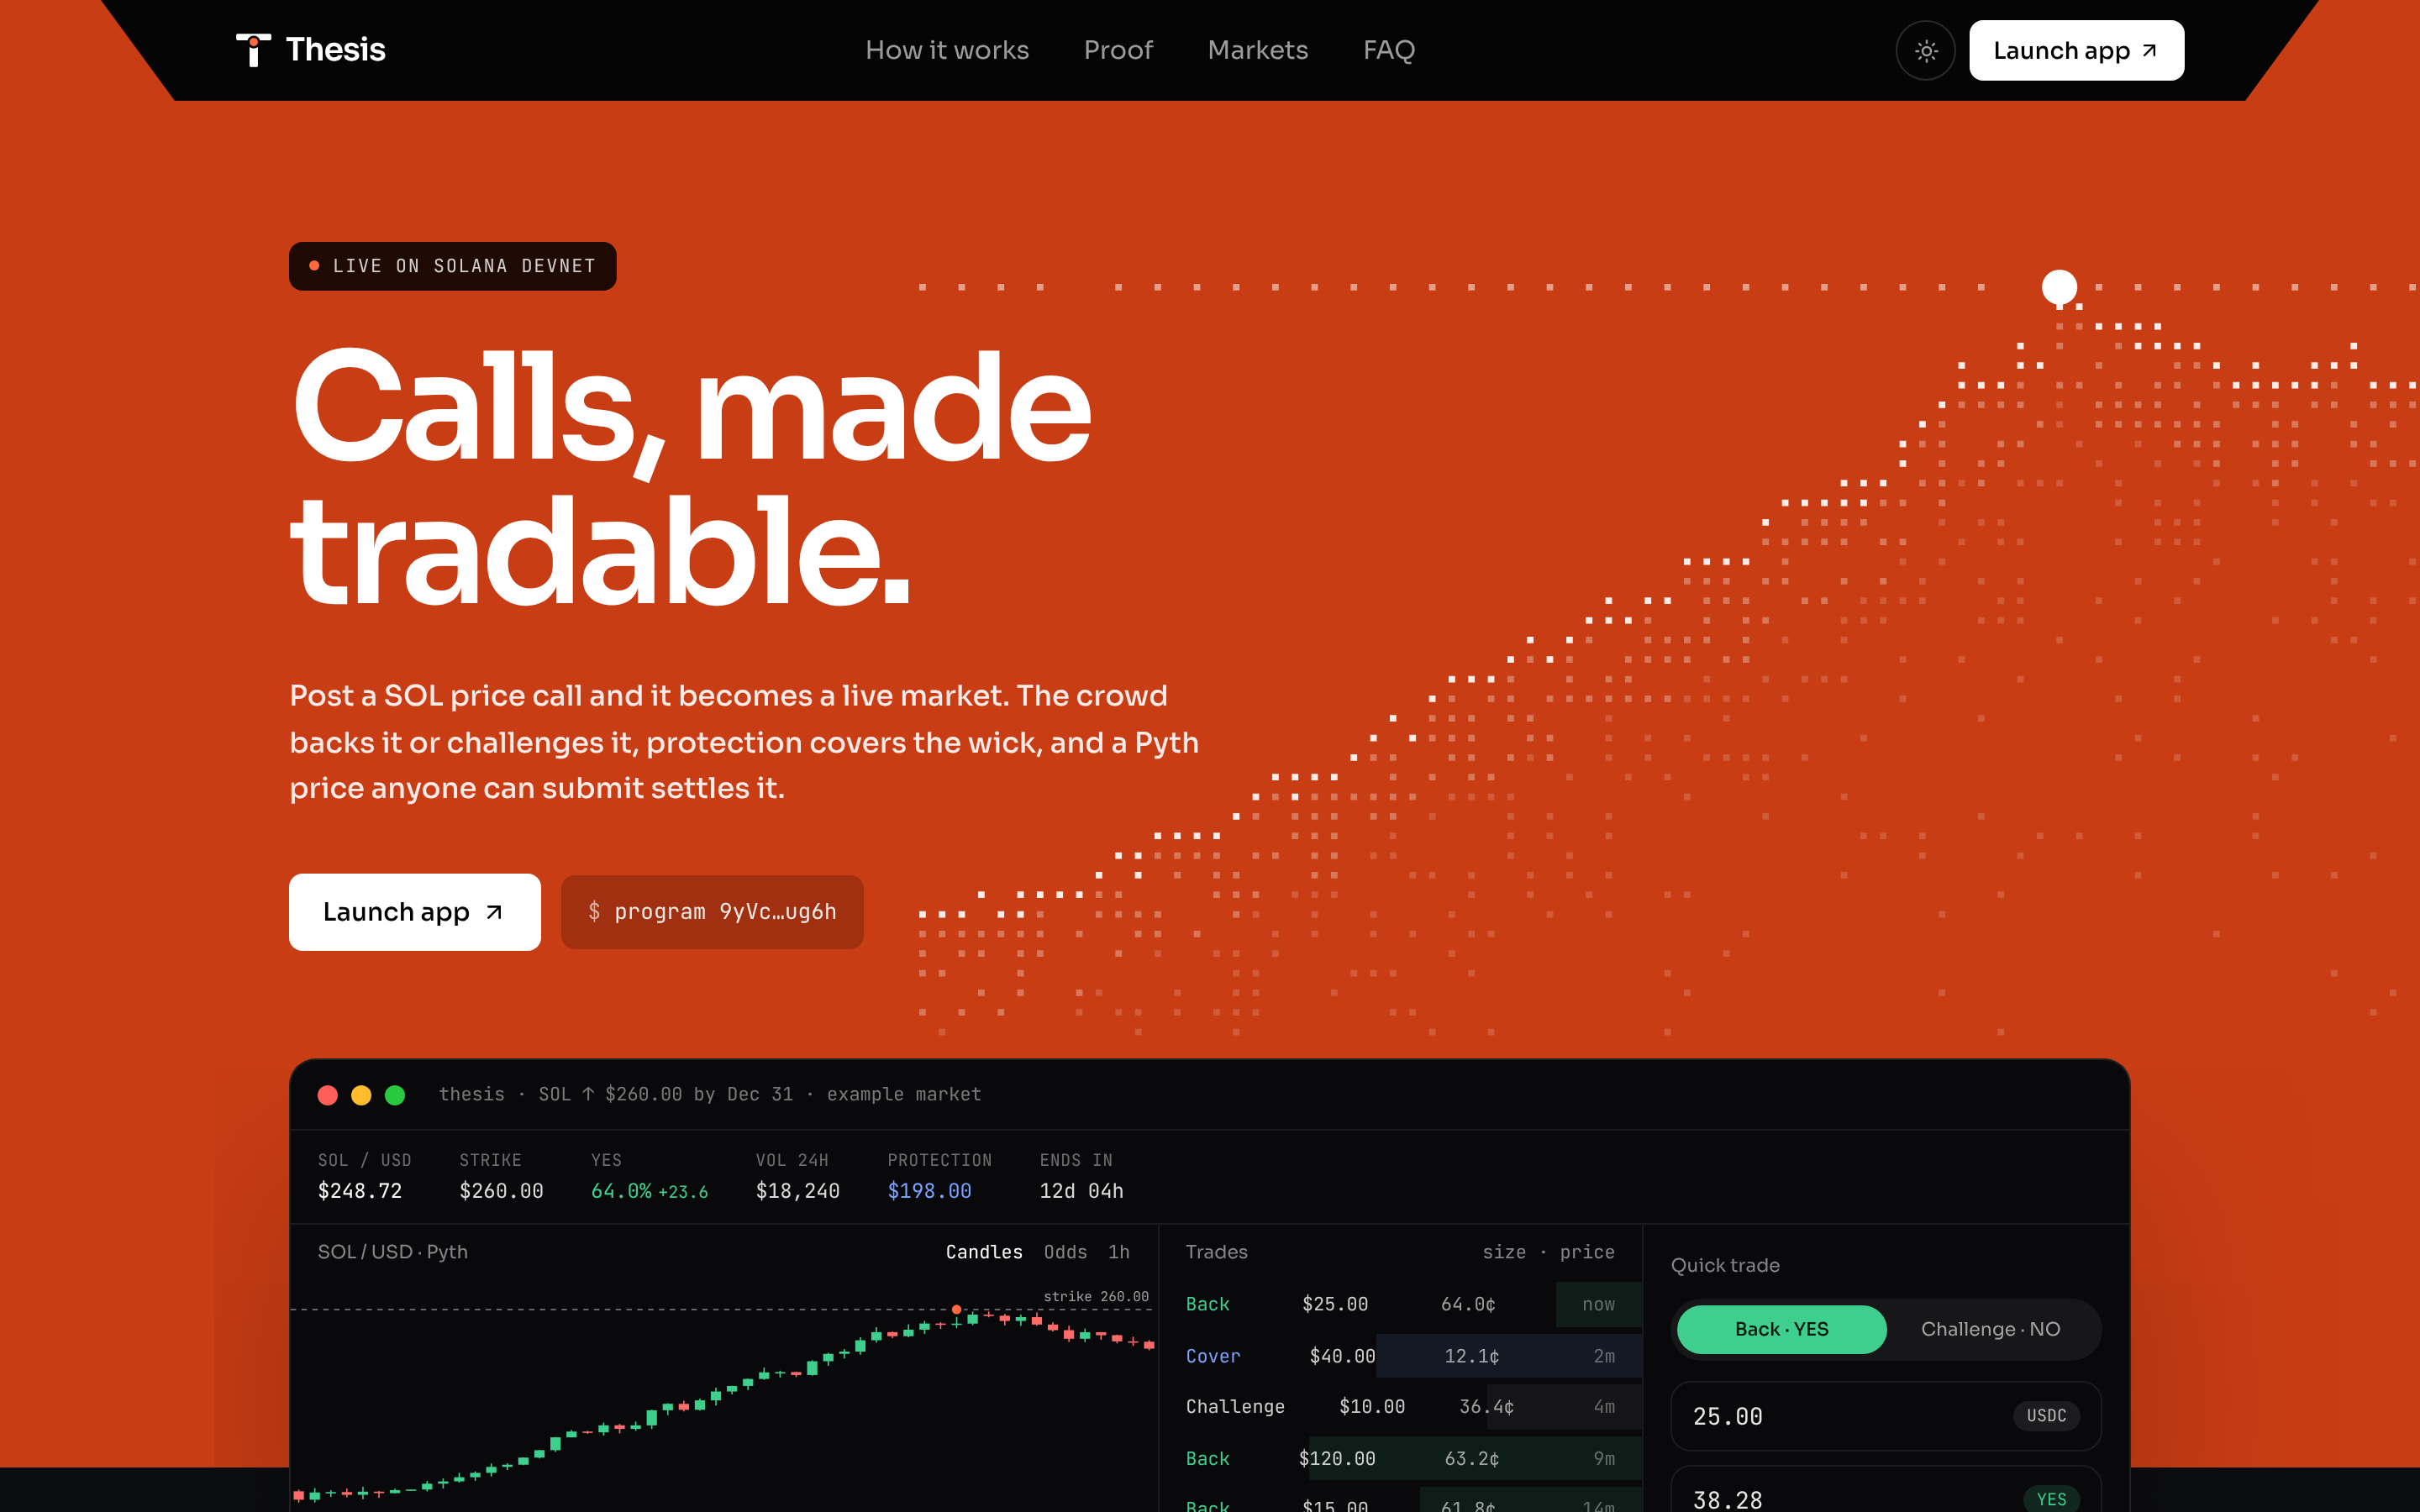 Thesis
How it works
Proof
Markets
FAQ
Launch app
LIVE ON SOLANA DEVNET
Calls, made
tradable.
Post a SOL price call and it becomes a live market. The crowd
backs it or challenges it, protection covers the wick, and a Pyth
price anyone can submit settles it.
Launch app
$ program 9yVc…ug6h
thesis · SOL ↑ $260.00 by Dec 31 · example market
SOL / USD
STRIKE
YES
VOL 24H
PROTECTION
ENDS IN
$248.72
$260.00
64.0% +23.6
$18,240
$198.00
12d 04h
SOL / USD · Pyth
Candles Odds 1h
strike 260.00
Trades
size · price
Back $25.00 64.0¢ now
Cover $40.00 12.1¢ 2m
Challenge $10.00 36.4¢ 4m
Back $120.00 63.2¢ 9m
Back $15.00 61.8¢ 14m
Quick trade
Back · YES
Challenge · NO
25.00 USDC
38.28 YES